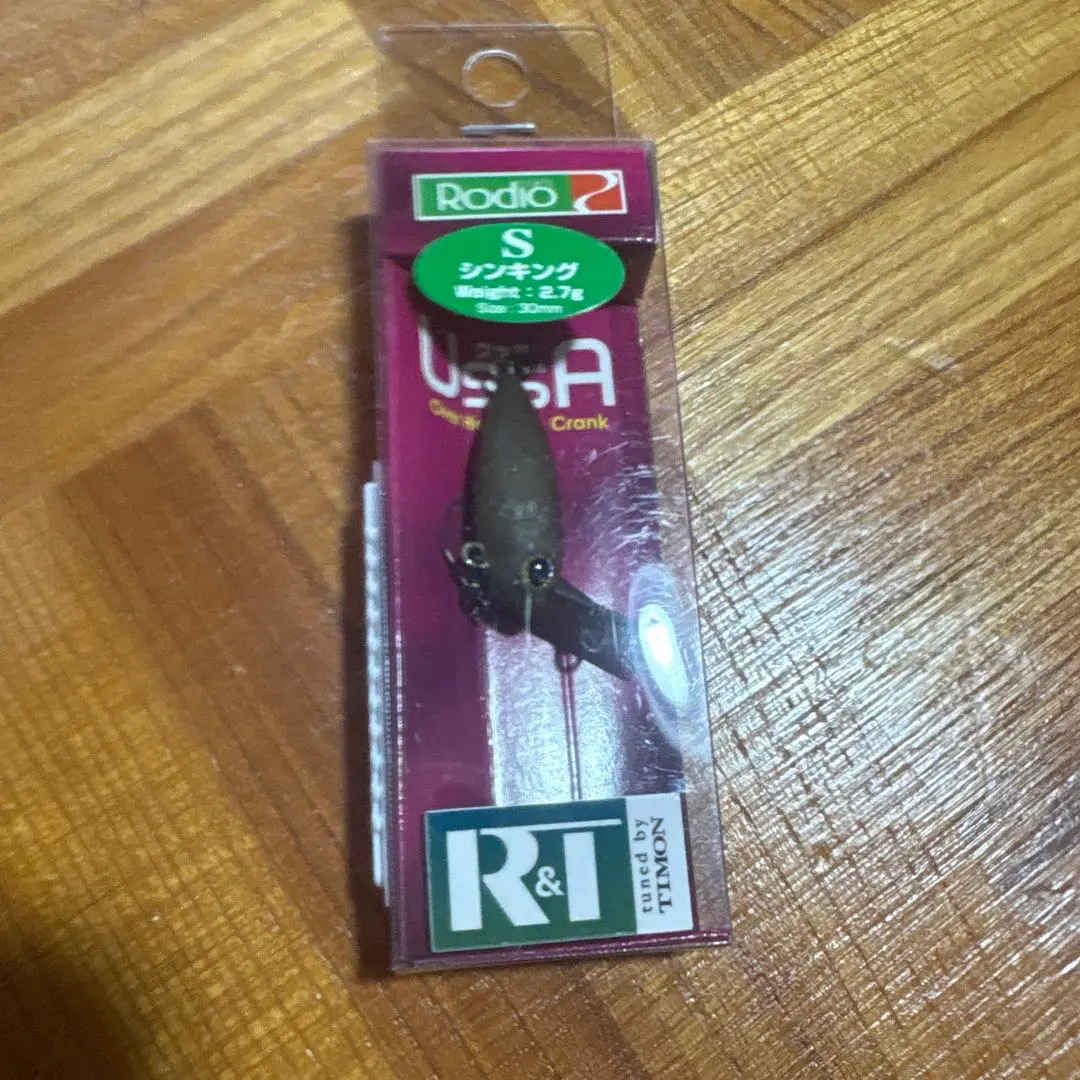 Rodio
S
シンキング
Weight : 2.7g
Size : 30mm
Crank
R&T
tuned by
TIMON